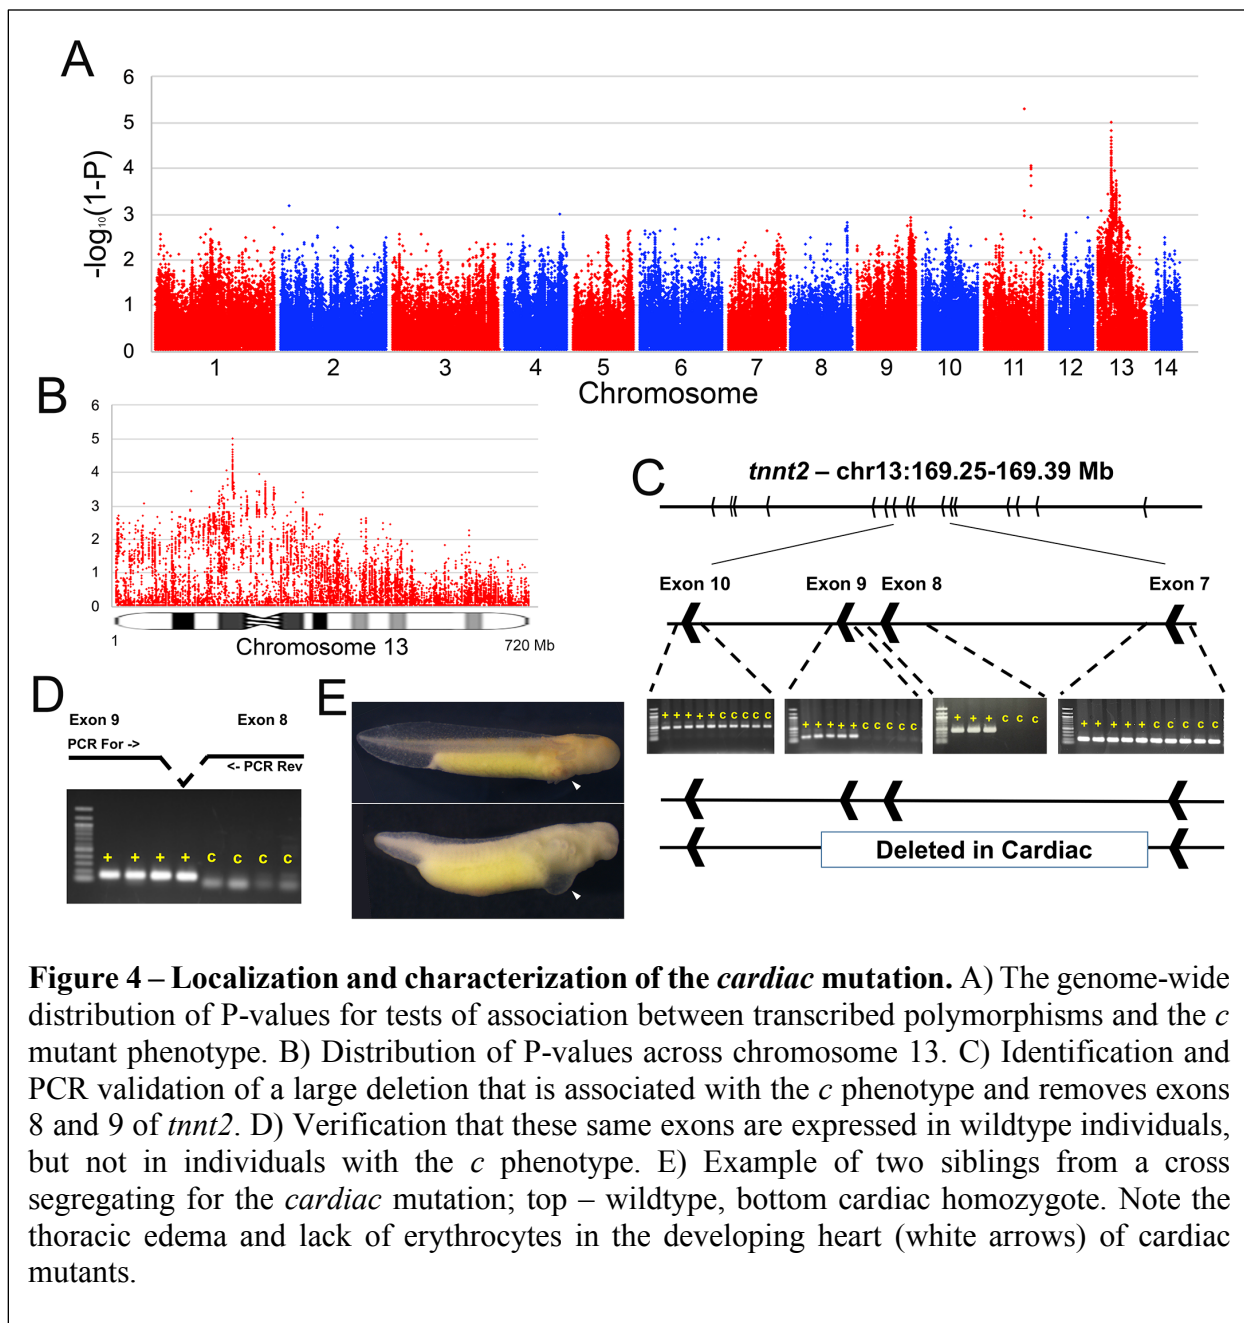 A
6
5
4
3
2
1
0
-log₁₀(1-P)
1 2 3 4 5 6 7 8 9 10 11 12 13 14
Chromosome
B
6
5
4
3
2
1
0
1
Chromosome 13
720 Mb
C
tnnt2 – chr13:169.25-169.39 Mb
Exon 10 Exon 9 Exon 8 Exon 7
+ + + + + c c c c c
+ + + + + c c c c c
+ + + c c c
+ + + + + c c c c c
Deleted in Cardiac
D
Exon 9 Exon 8
PCR For ->
<- PCR Rev
+ + + + c c c c
E
Figure 4 – Localization and characterization of the cardiac mutation. A) The genome-wide
distribution of P-values for tests of association between transcribed polymorphisms and the c
mutant phenotype. B) Distribution of P-values across chromosome 13. C) Identification and
PCR validation of a large deletion that is associated with the c phenotype and removes exons
8 and 9 of tnnt2. D) Verification that these same exons are expressed in wildtype individuals,
but not in individuals with the c phenotype. E) Example of two siblings from a cross
segregating for the cardiac mutation; top – wildtype, bottom cardiac homozygote. Note the
thoracic edema and lack of erythrocytes in the developing heart (white arrows) of cardiac
mutants.